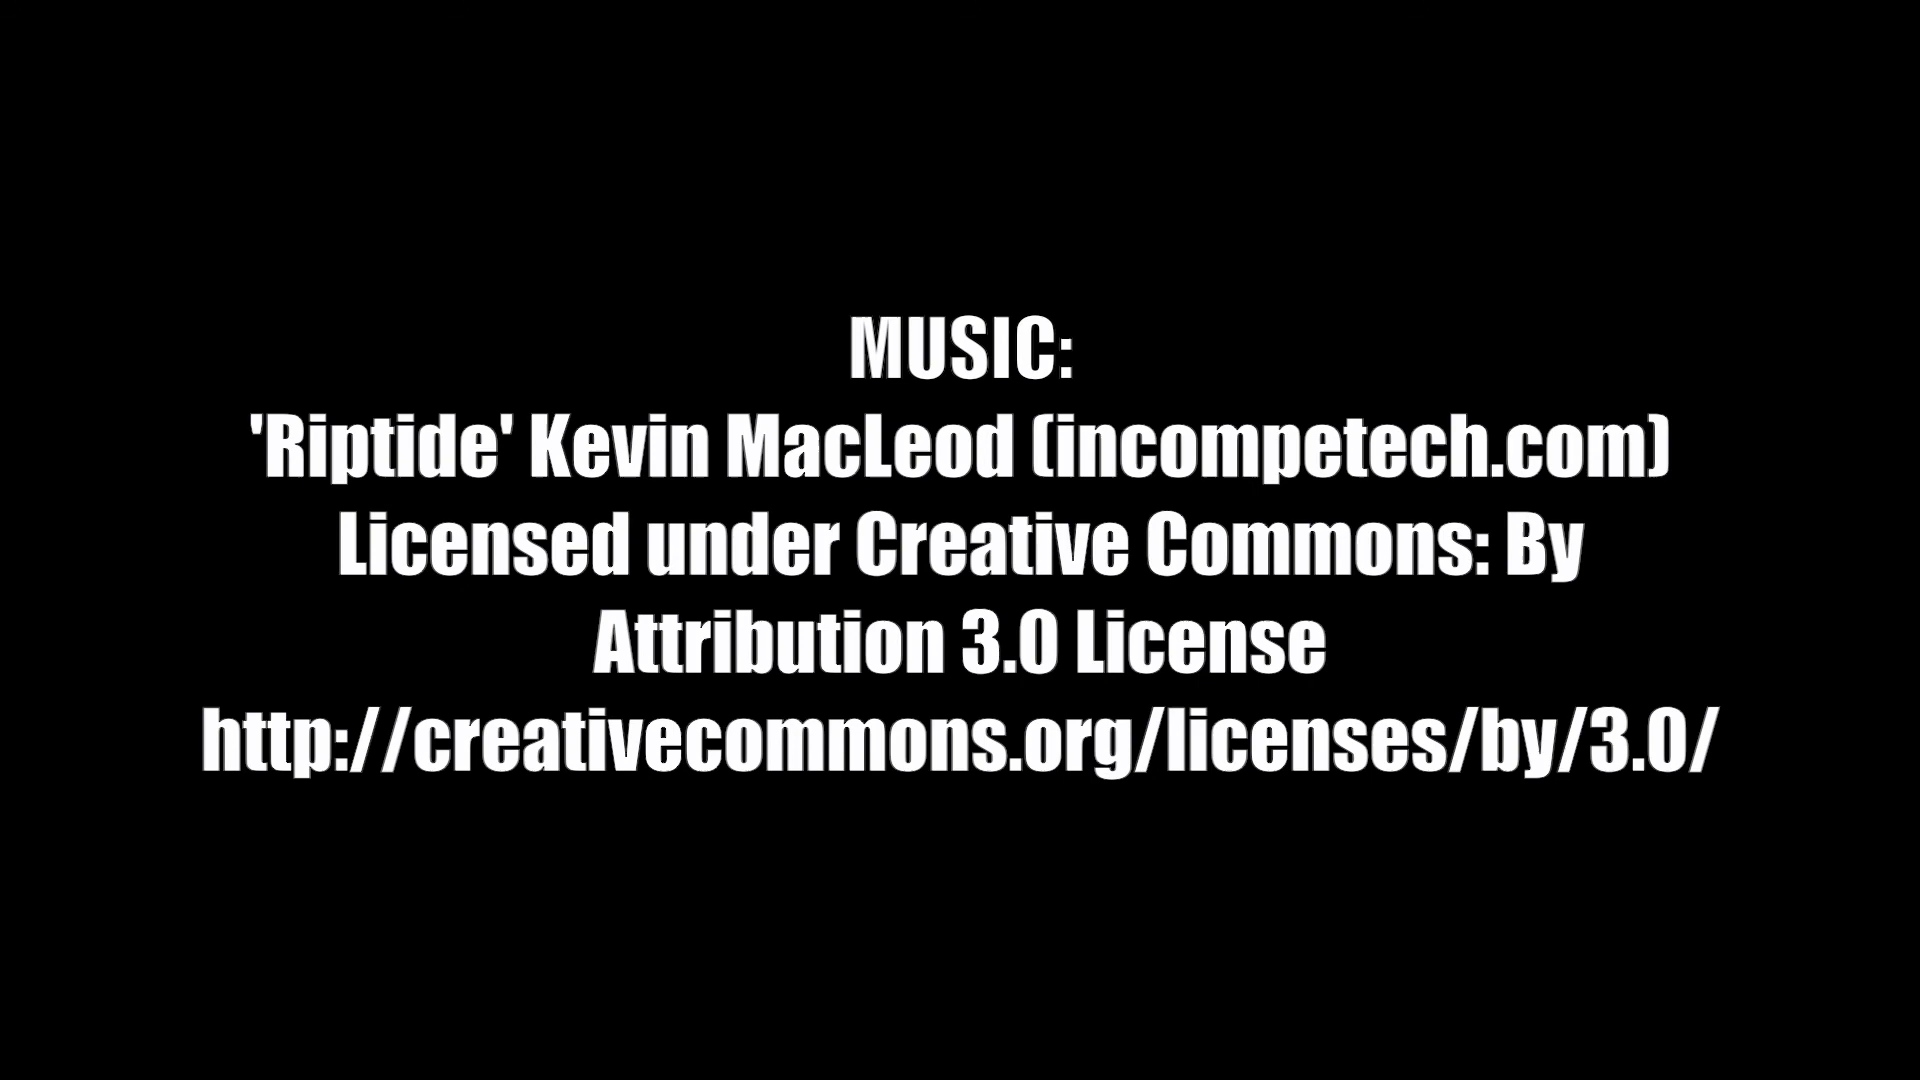 MUSIC:
'Riptide' Kevin MacLeod (incompetech.com)
Licensed under Creative Commons: By
Attribution 3.0 License
http://creativecommons.org/licenses/by/3.0/